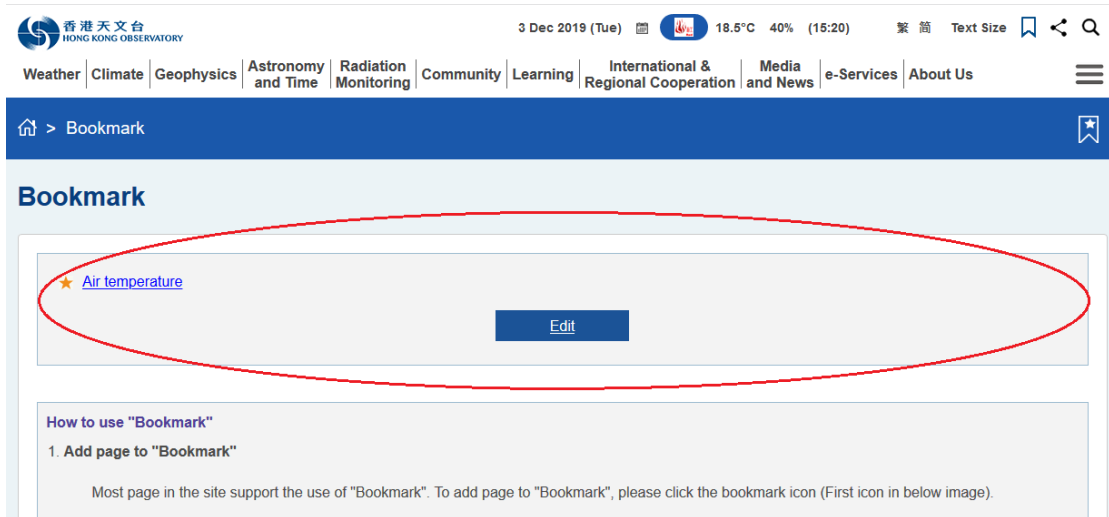 香港天文台
HONG KONG OBSERVATORY
3 Dec 2019 (Tue) 18.5°C 40% (15:20) 繁 简 Text Size
Weather Climate Geophysics Astronomy and Time Radiation Monitoring Community Learning International & Regional Cooperation Media and News e-Services About Us
> Bookmark
Bookmark
Air temperature
Edit
How to use "Bookmark"
1. Add page to "Bookmark"
Most page in the site support the use of "Bookmark". To add page to "Bookmark", please click the bookmark icon (First icon in below image).